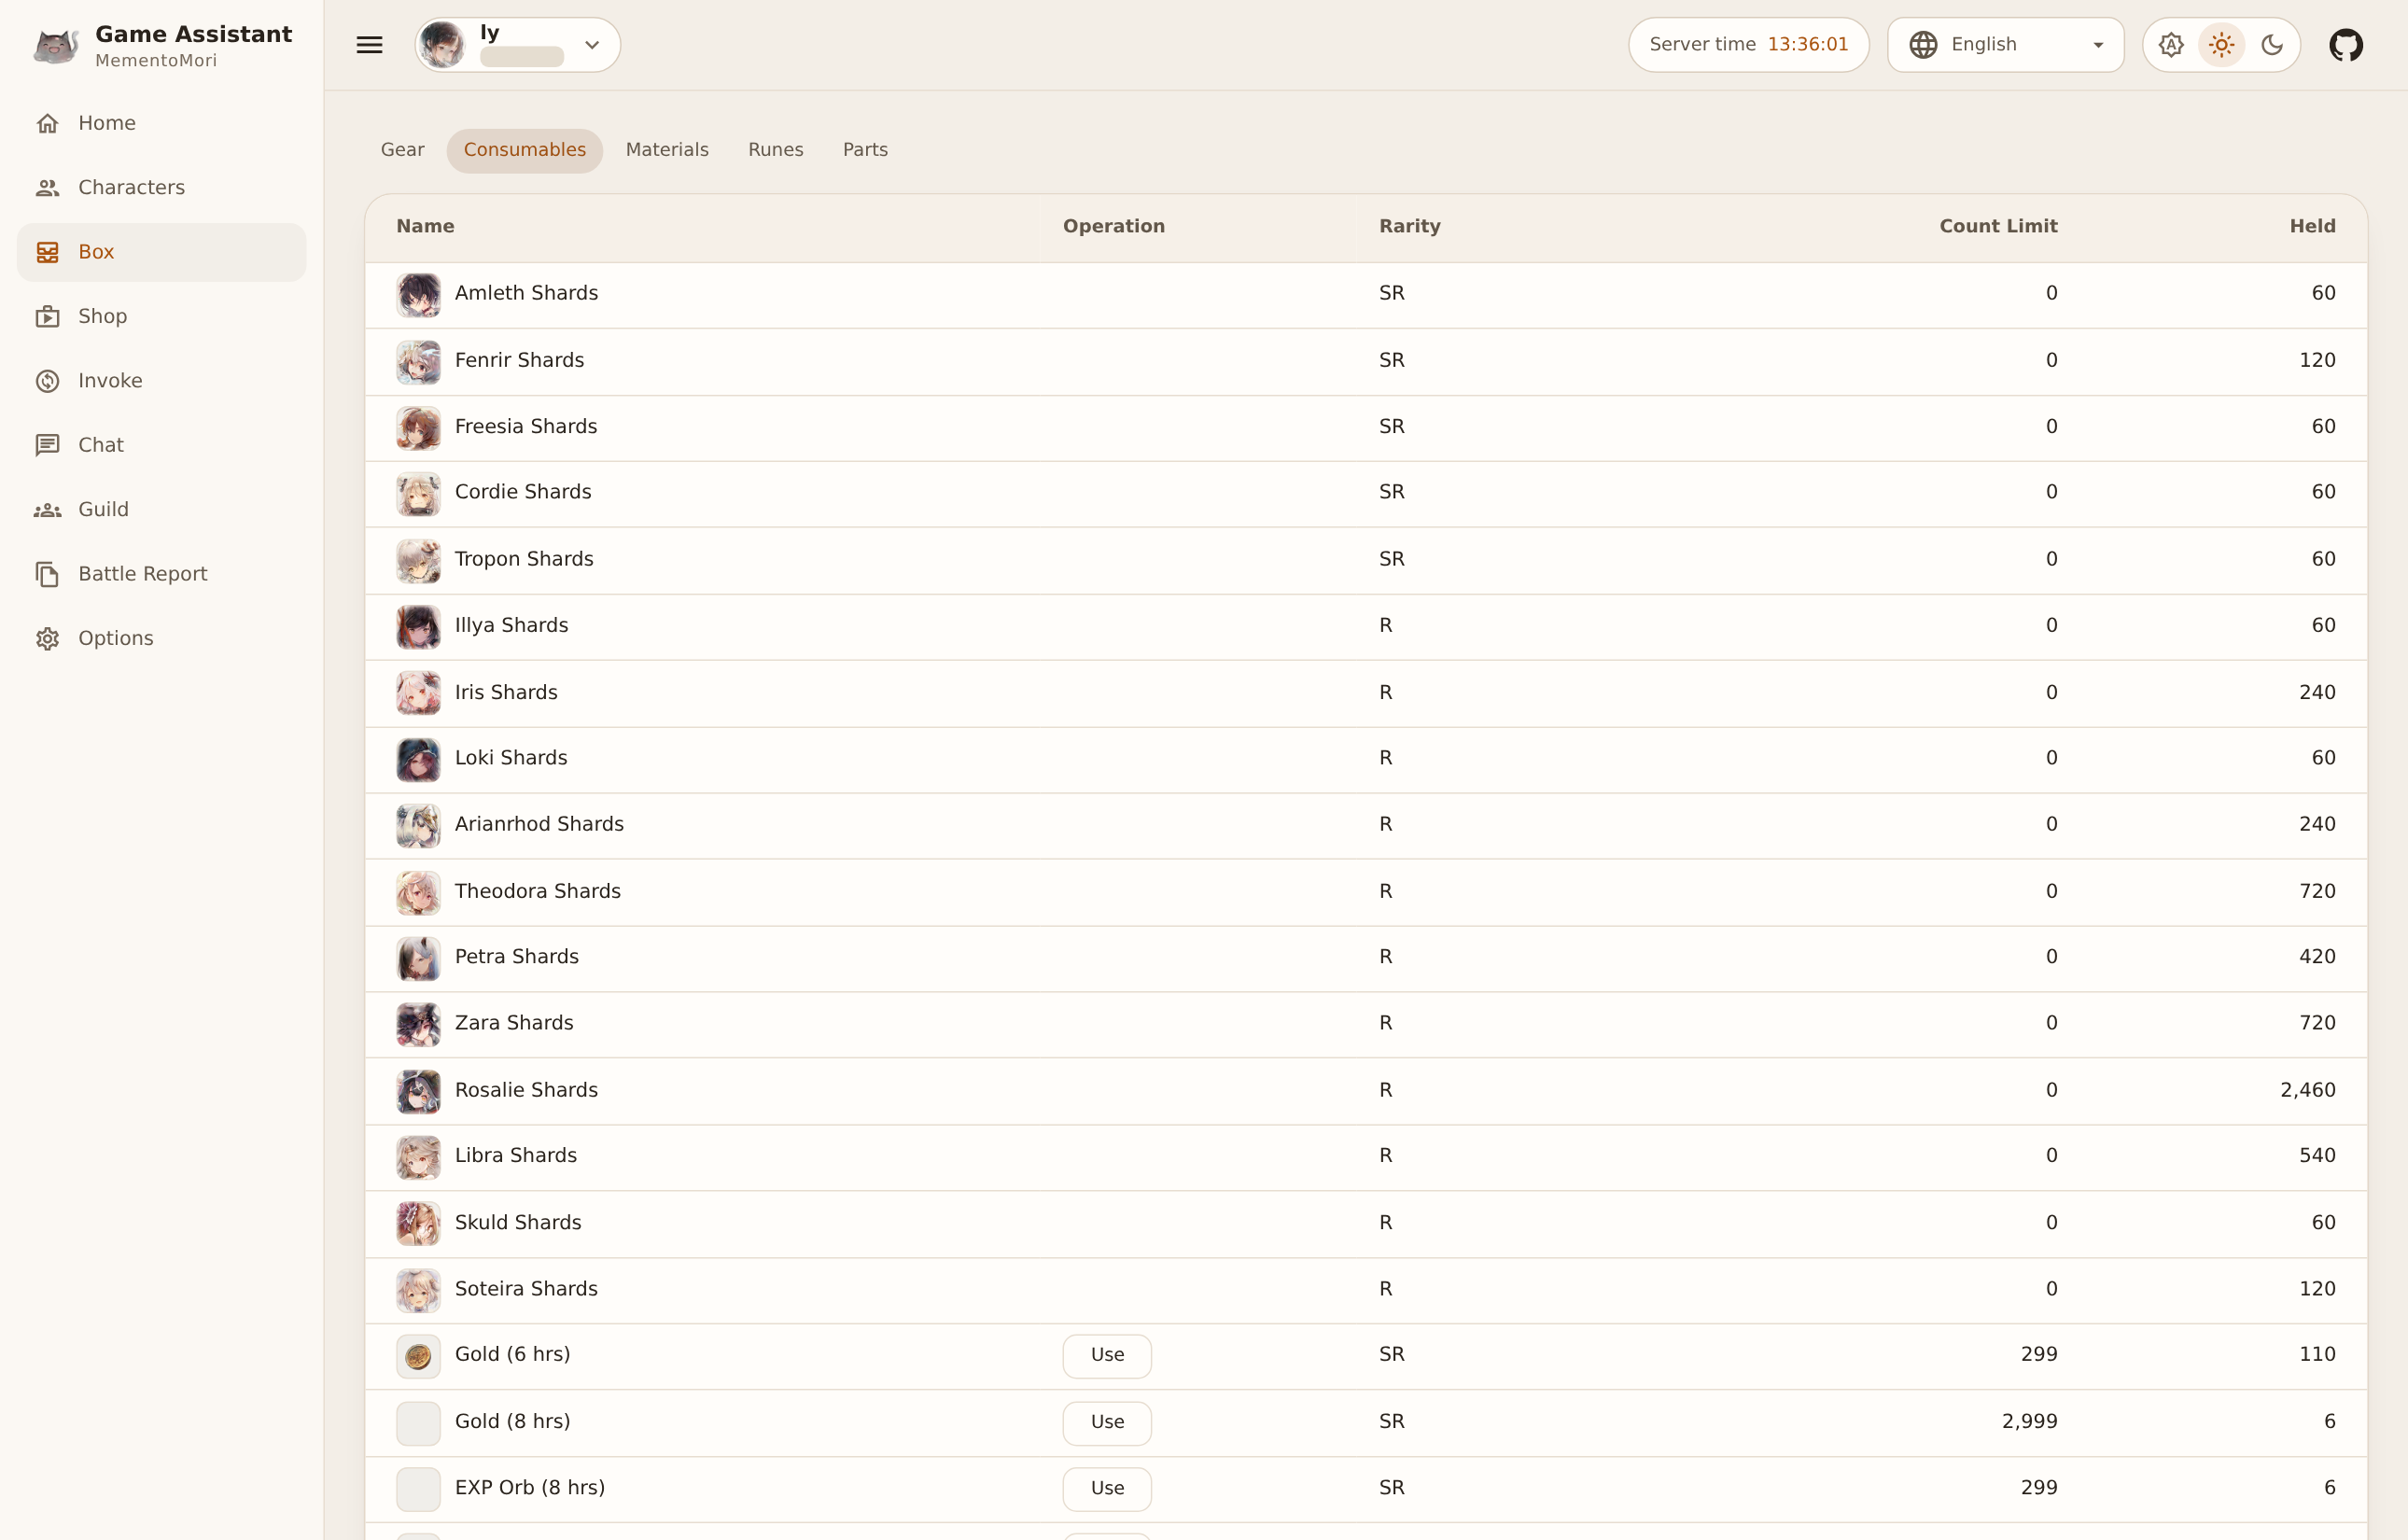 Game Assistant
MementoMori
Home
Characters
Box
Shop
Invoke
Chat
Guild
Battle Report
Options
ly
Server time 13:36:01
English
Gear Consumables Materials Runes Parts
Name Operation Rarity Count Limit Held
Amleth Shards SR 0 60
Fenrir Shards SR 0 120
Freesia Shards SR 0 60
Cordie Shards SR 0 60
Tropon Shards SR 0 60
Illya Shards R 0 60
Iris Shards R 0 240
Loki Shards R 0 60
Arianrhod Shards R 0 240
Theodora Shards R 0 720
Petra Shards R 0 420
Zara Shards R 0 720
Rosalie Shards R 0 2,460
Libra Shards R 0 540
Skuld Shards R 0 60
Soteira Shards R 0 120
Gold (6 hrs) Use SR 299 110
Gold (8 hrs) Use SR 2,999 6
EXP Orb (8 hrs) Use SR 299 6